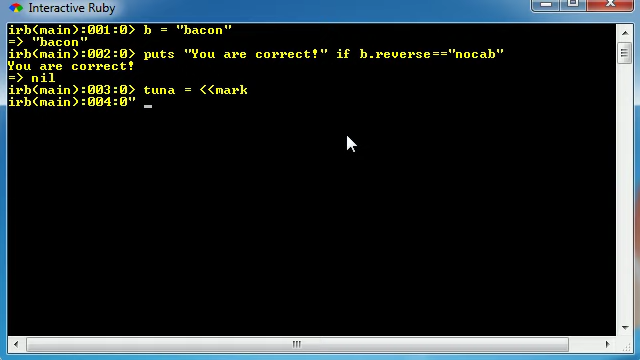 Interactive Ruby
irb(main):001:0> b = "bacon"
=> "bacon"
irb(main):002:0> puts "You are correct!" if b.reverse=="nocab"
You are correct!
=> nil
irb(main):003:0> tuna = <<mark
irb(main):004:0" _